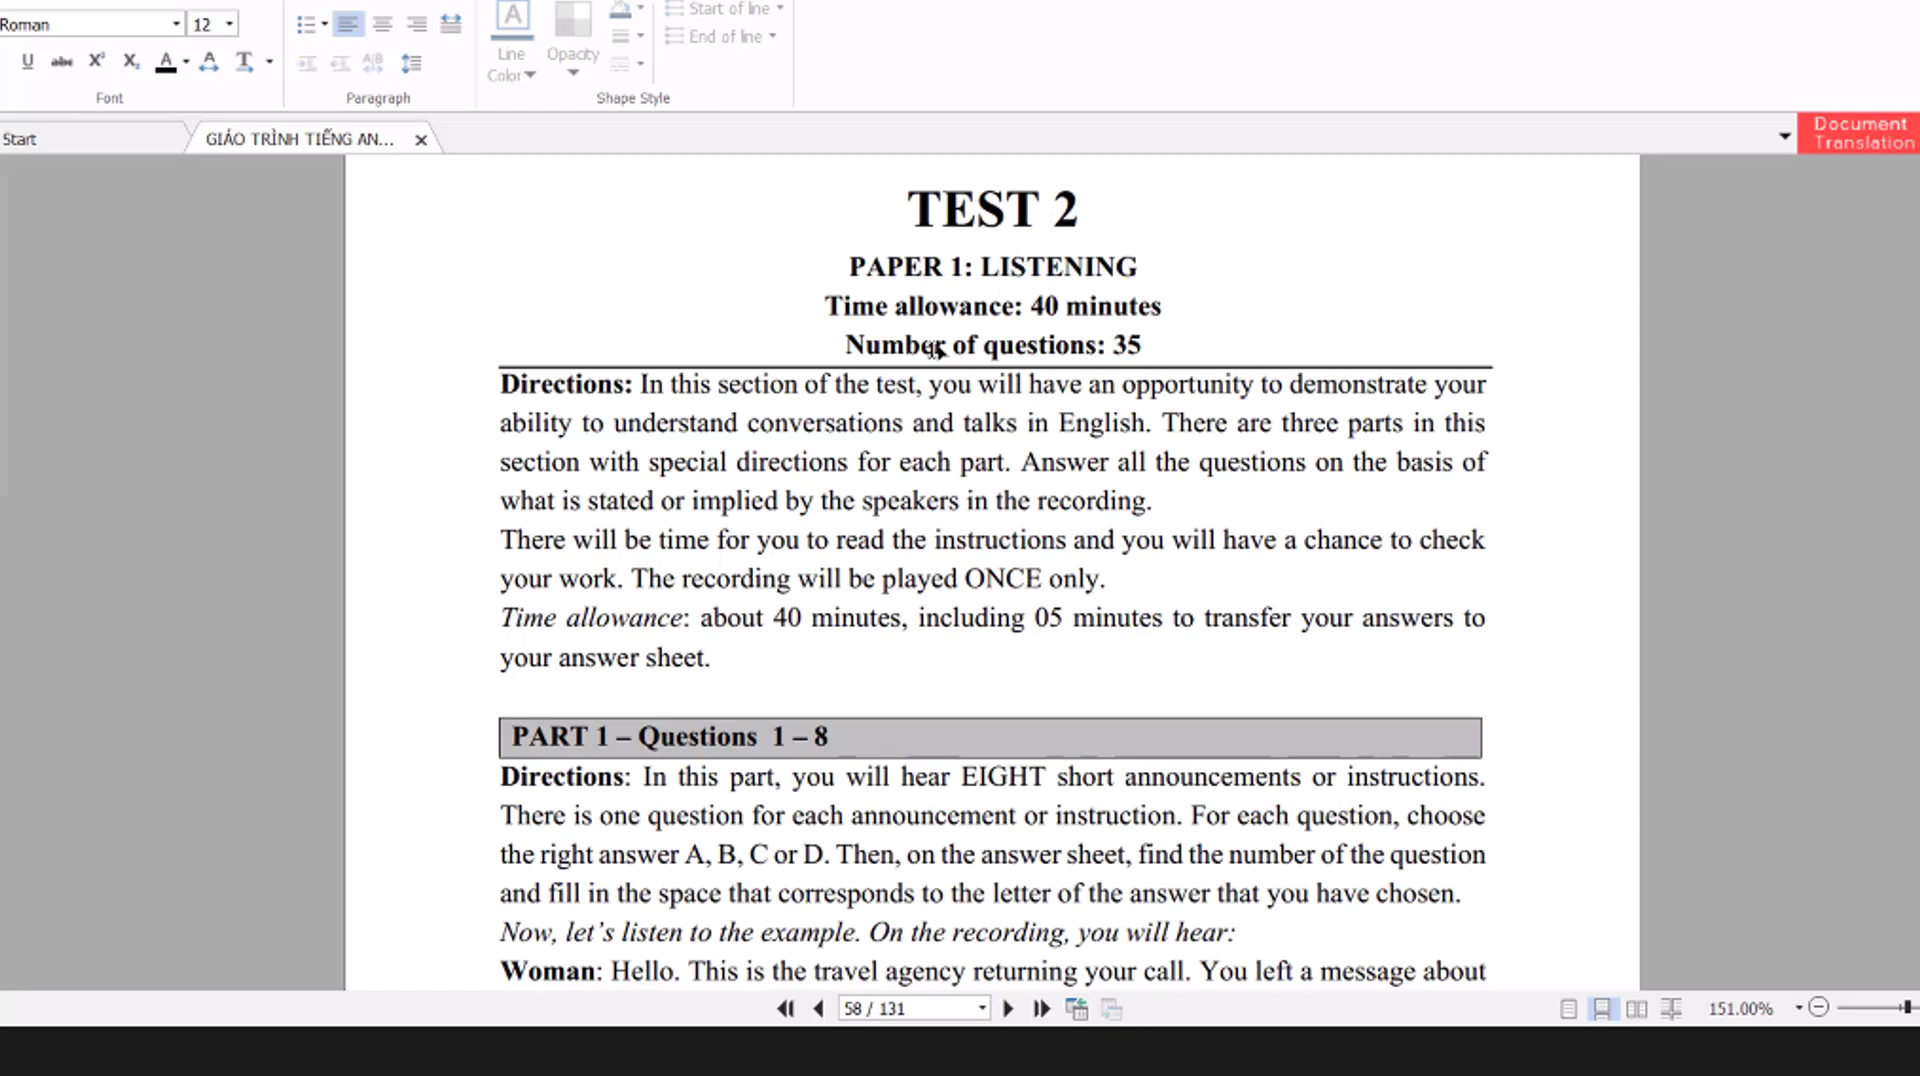 Roman 12
Start of line
End of line
Line Color
Opacity
U abc X² X₂ A A T
A|B
Font
Paragraph
Shape Style
Start
GIÁO TRÌNH TIẾNG AN...
Document Translation
TEST 2
PAPER 1: LISTENING
Time allowance: 40 minutes
Number of questions: 35
Directions: In this section of the test, you will have an opportunity to demonstrate your
ability to understand conversations and talks in English. There are three parts in this
section with special directions for each part. Answer all the questions on the basis of
what is stated or implied by the speakers in the recording.
There will be time for you to read the instructions and you will have a chance to check
your work. The recording will be played ONCE only.
Time allowance: about 40 minutes, including 05 minutes to transfer your answers to
your answer sheet.
PART 1 – Questions 1 – 8
Directions: In this part, you will hear EIGHT short announcements or instructions.
There is one question for each announcement or instruction. For each question, choose
the right answer A, B, C or D. Then, on the answer sheet, find the number of the question
and fill in the space that corresponds to the letter of the answer that you have chosen.
Now, let’s listen to the example. On the recording, you will hear:
Woman: Hello. This is the travel agency returning your call. You left a message about
58 / 131
151.00%